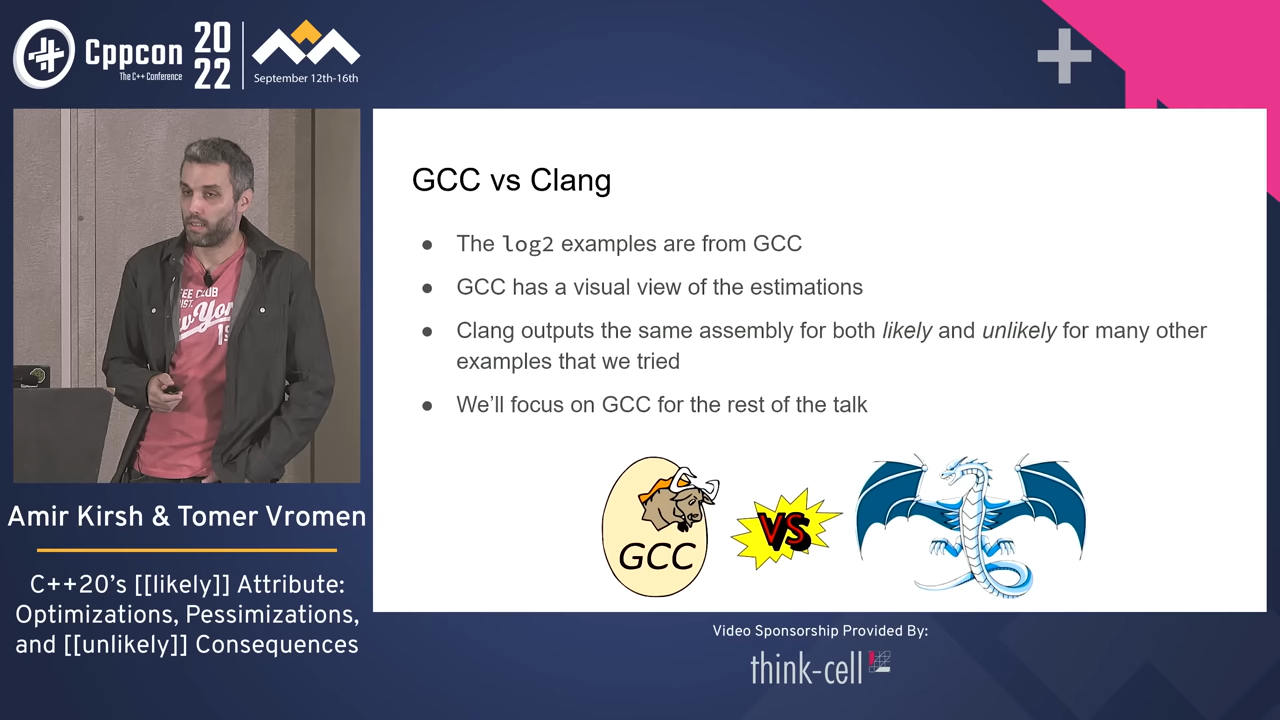 Cppcon
The C++ Conference
20
22
September 12th-16th
GCC vs Clang
● The log2 examples are from GCC
● GCC has a visual view of the estimations
● Clang outputs the same assembly for both likely and unlikely for many other
examples that we tried
● We’ll focus on GCC for the rest of the talk
GCC
VS
Amir Kirsh & Tomer Vromen
C++20’s [[likely]] Attribute:
Optimizations, Pessimizations,
and [[unlikely]] Consequences
Video Sponsorship Provided By:
think-cell